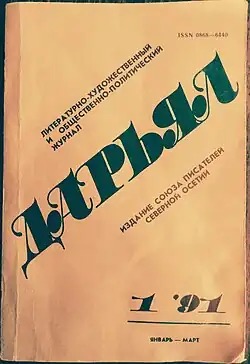 ISSN 0868—6440
ЛИТЕРАТУРНО-ХУДОЖЕСТВЕННЫЙ
И ОБЩЕСТВЕННО-ПОЛИТИЧЕСКИЙ
ЖУРНАЛ
ДАРЬЯЛ
ИЗДАНИЕ СОЮЗА ПИСАТЕЛЕЙ
СЕВЕРНОЙ ОСЕТИИ
1 '91
ЯНВАРЬ — МАРТ